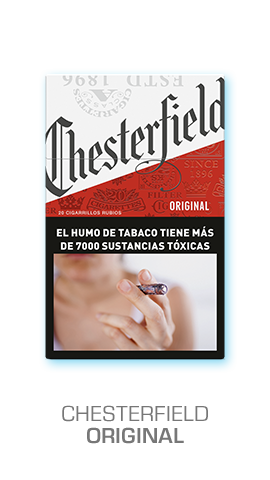 ESTD 1896
CIGARETTES
Chesterfield
SINCE
1896
ORIGINAL
20 CIGARRILLOS RUBIOS
EL HUMO DE TABACO TIENE MÁS
DE 7000 SUSTANCIAS TÓXICAS
CHESTERFIELD
ORIGINAL